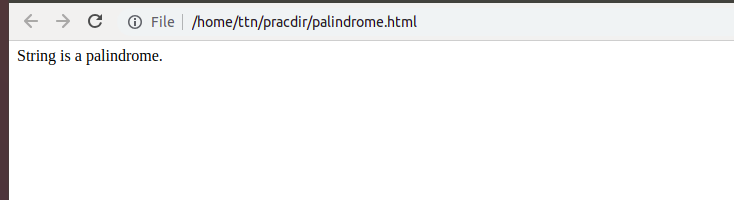 File /home/ttn/pracdir/palindrome.html
String is a palindrome.